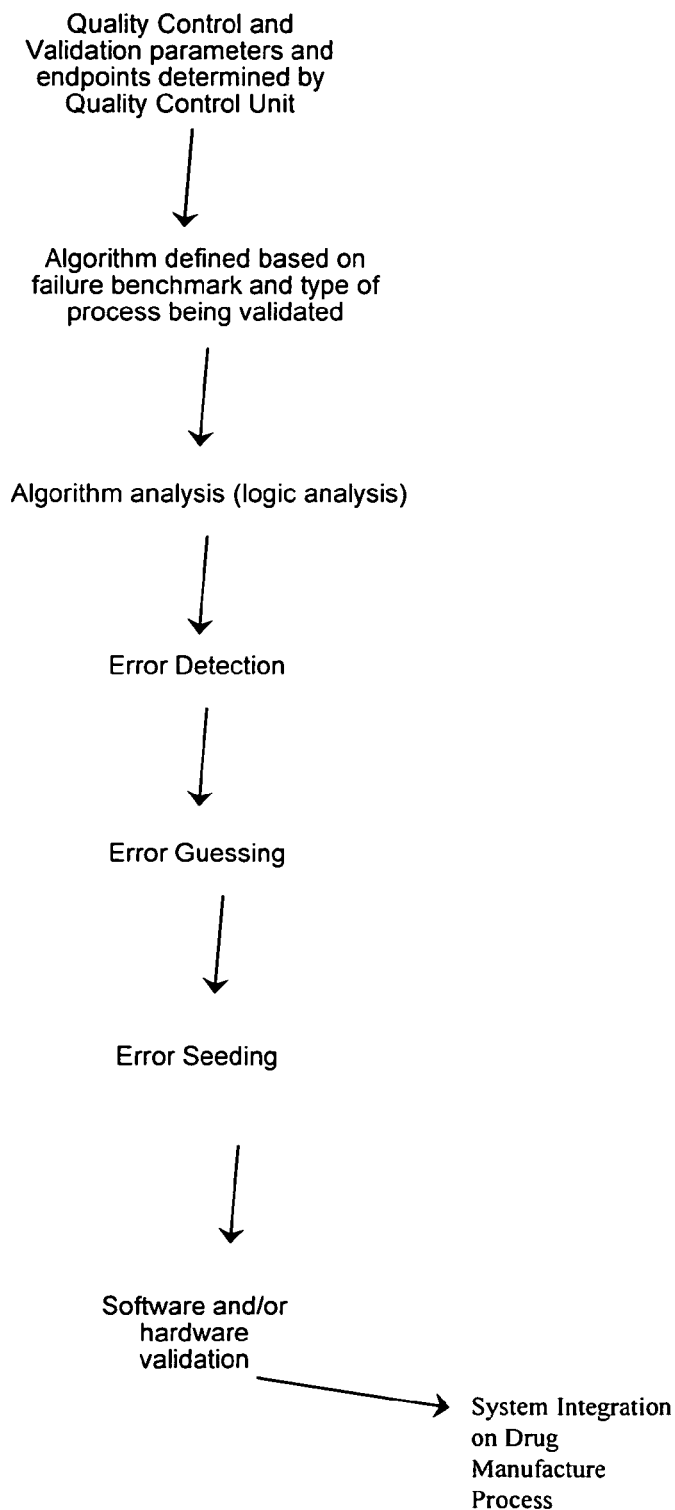 Quality Control and
Validation parameters and
endpoints determined by
Quality Control Unit
Algorithm defined based on
failure benchmark and type of
process being validated
Algorithm analysis (logic analysis)
Error Detection
Error Guessing
Error Seeding
Software and/or
hardware
validation
System Integration
on Drug
Manufacture
Process